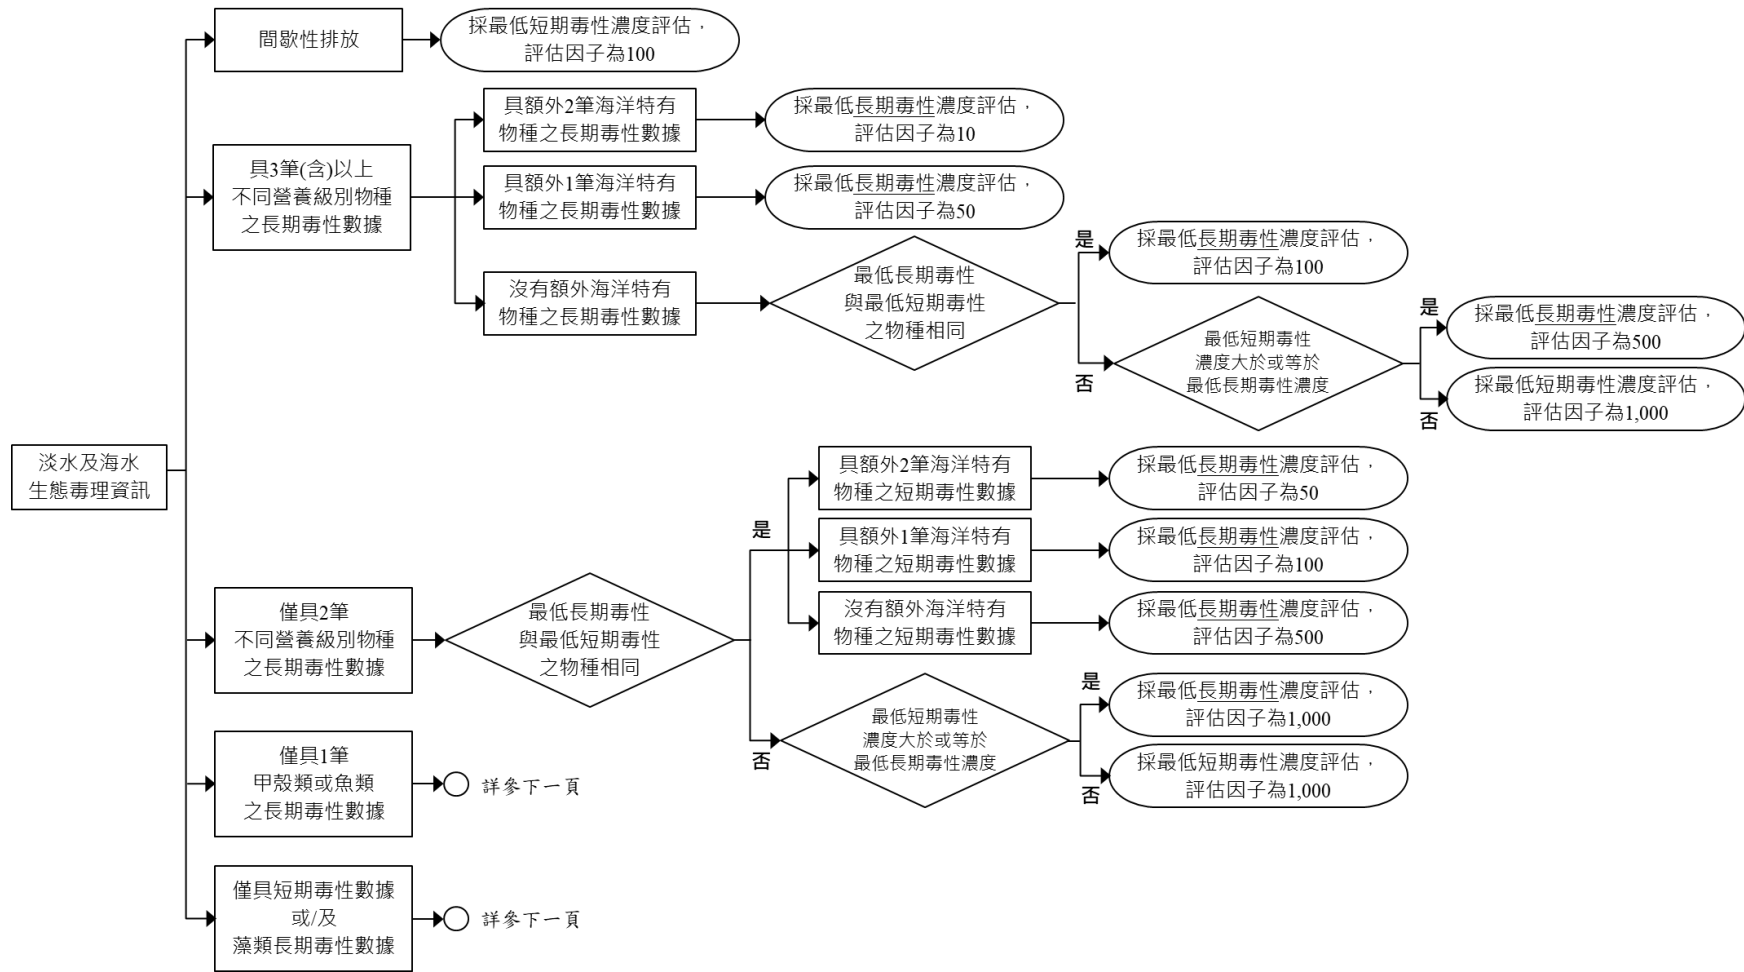 間歇性排放
採最低短期毒性濃度評估，
評估因子為100
具3筆(含)以上
不同營養級別物種
之長期毒性數據
具額外2筆海洋特有
物種之長期毒性數據
採最低長期毒性濃度評估，
評估因子為10
具額外1筆海洋特有
物種之長期毒性數據
採最低長期毒性濃度評估，
評估因子為50
沒有額外海洋特有
物種之長期毒性數據
最低長期毒性
與最低短期毒性
之物種相同
是
採最低長期毒性濃度評估，
評估因子為100
否
最低短期毒性
濃度大於或等於
最低長期毒性濃度
是
採最低長期毒性濃度評估，
評估因子為500
否
採最低短期毒性濃度評估，
評估因子為1,000
淡水及海水
生態毒理資訊
僅具2筆
不同營養級別物種
之長期毒性數據
最低長期毒性
與最低短期毒性
之物種相同
是
具額外2筆海洋特有
物種之短期毒性數據
採最低長期毒性濃度評估，
評估因子為50
具額外1筆海洋特有
物種之短期毒性數據
採最低長期毒性濃度評估，
評估因子為100
沒有額外海洋特有
物種之短期毒性數據
採最低長期毒性濃度評估，
評估因子為500
否
最低短期毒性
濃度大於或等於
最低長期毒性濃度
是
採最低長期毒性濃度評估，
評估因子為1,000
否
採最低短期毒性濃度評估，
評估因子為1,000
僅具1筆
甲殼類或魚類
之長期毒性數據
詳參下一頁
僅具短期毒性數據
或/及
藻類長期毒性數據
詳參下一頁